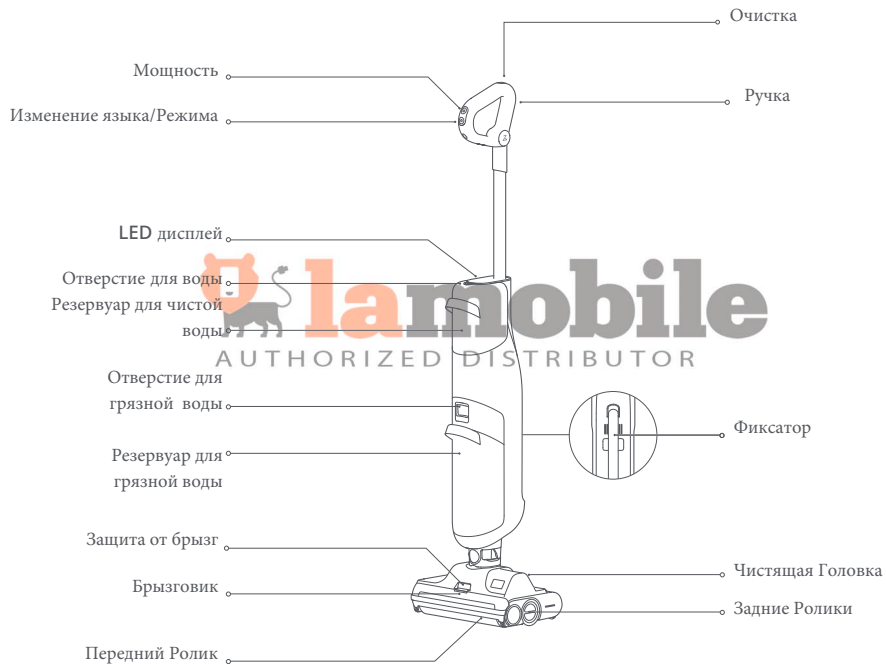 Очистка
Мощность
Ручка
Изменение языка/Режима
LED дисплей
Отверстие для воды
Резервуар для чистой
воды
lamobile
AUTHORIZED DISTRIBUTOR
Отверстие для
грязной воды
Фиксатор
Резервуар для
грязной воды
Защита от брызг
Чистящая Головка
Брызговик
Задние Ролики
Передний Ролик